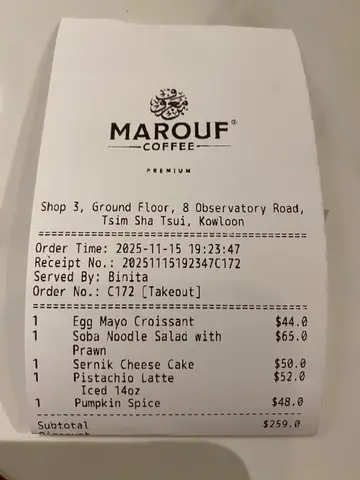 MAROUF®
COFFEE
PREMIUM
Shop 3, Ground Floor, 8 Observatory Road,
Tsim Sha Tsui, Kowloon
Order Time: 2025-11-15 19:23:47
Receipt No.: 20251115192347C172
Served By: Binita
Order No.: C172 [Takeout]
1 Egg Mayo Croissant $44.0
1 Soba Noodle Salad with $65.0
Prawn
1 Sernik Cheese Cake $50.0
1 Pistachio Latte $52.0
Iced 14oz
1 Pumpkin Spice $48.0
Subtotal $259.0